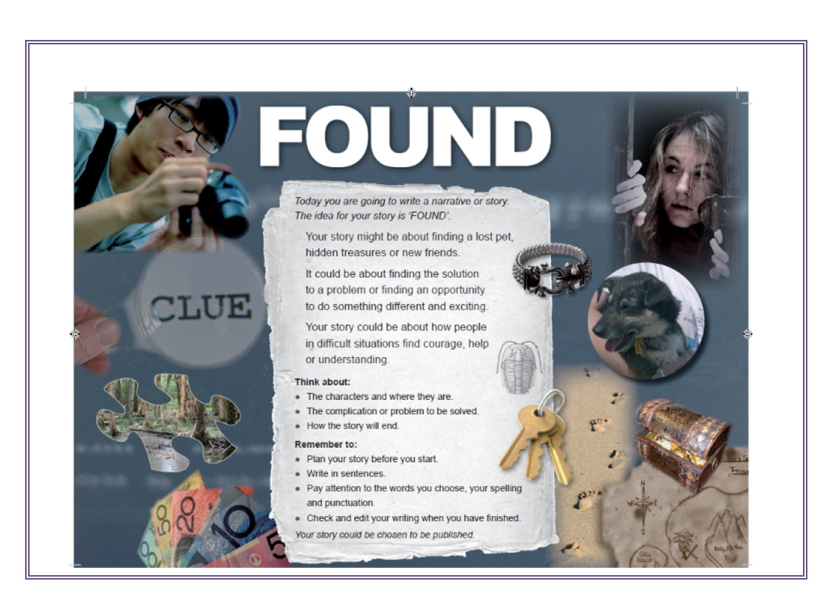 FOUND
Today you are going to write a narrative or story.
The idea for your story is 'FOUND'.
Your story might be about finding a lost pet,
hidden treasures or new friends.
It could be about finding the solution
to a problem or finding an opportunity
to do something different and exciting.
Your story could be about how people
in difficult situations find courage, help
or understanding.
Think about:
• The characters and where they are.
• The complication or problem to be solved.
• How the story will end.
Remember to:
• Plan your story before you start.
• Write in sentences.
• Pay attention to the words you choose, your spelling
and punctuation.
• Check and edit your writing when you have finished.
Your story could be chosen to be published.
CLUE
50
20
10
5